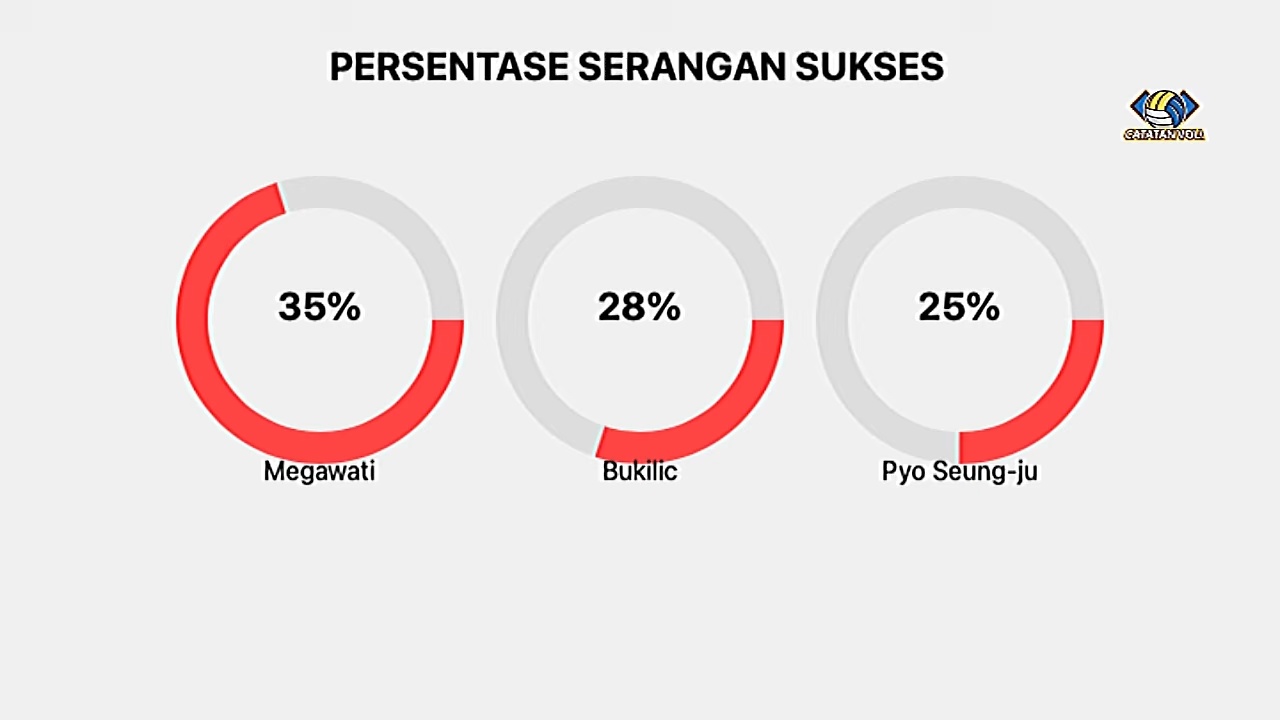 PERSENTASE SERANGAN SUKSES
CATATAN VOLI
35%
28%
25%
Megawati
Bukilic
Pyo Seung-ju